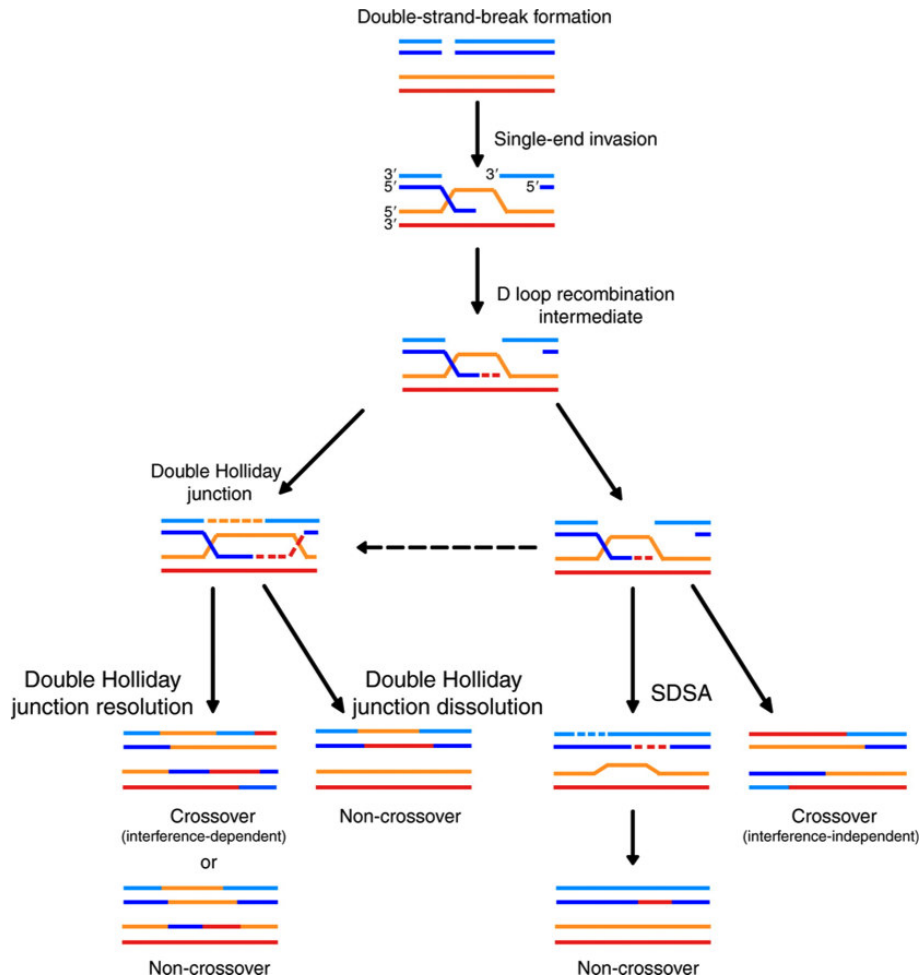 Double-strand-break formation
Single-end invasion
3′ 3′
5′ 5′
5′
3′
D loop recombination
intermediate
Double Holliday
junction
Double Holliday
junction resolution
Double Holliday
junction dissolution
SDSA
Crossover
(interference-dependent)
or
Non-crossover
Crossover
(interference-independent)
Non-crossover
Non-crossover